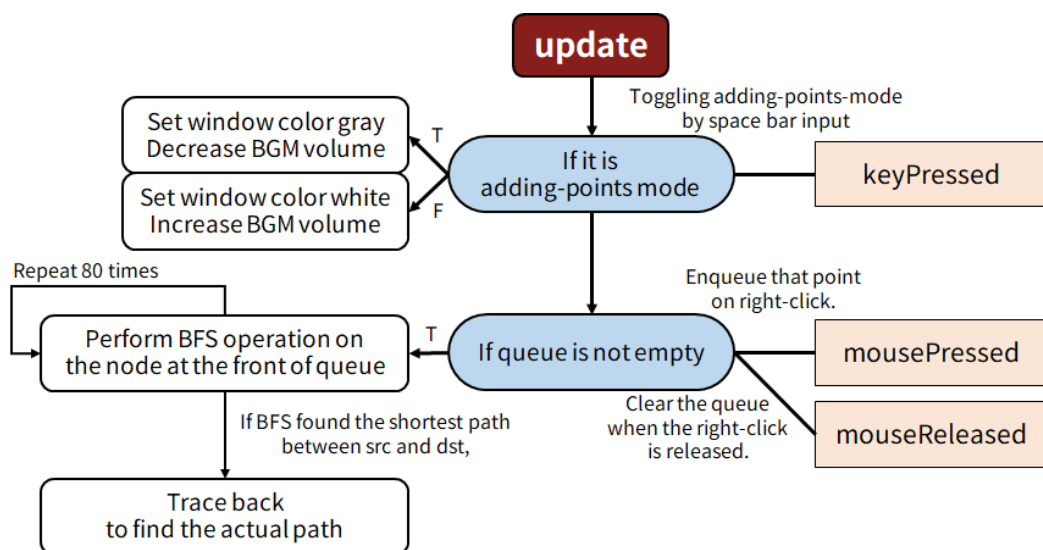 update
Toggling adding-points-mode
by space bar input
Set window color gray
Decrease BGM volume
T
If it is
adding-points mode
keyPressed
Set window color white
Increase BGM volume
F
Repeat 80 times
Enqueue that point
on right-click.
Perform BFS operation on
the node at the front of queue
T
If queue is not empty
mousePressed
Clear the queue
when the right-click
is released.
mouseReleased
If BFS found the shortest path
between src and dst,
Trace back
to find the actual path